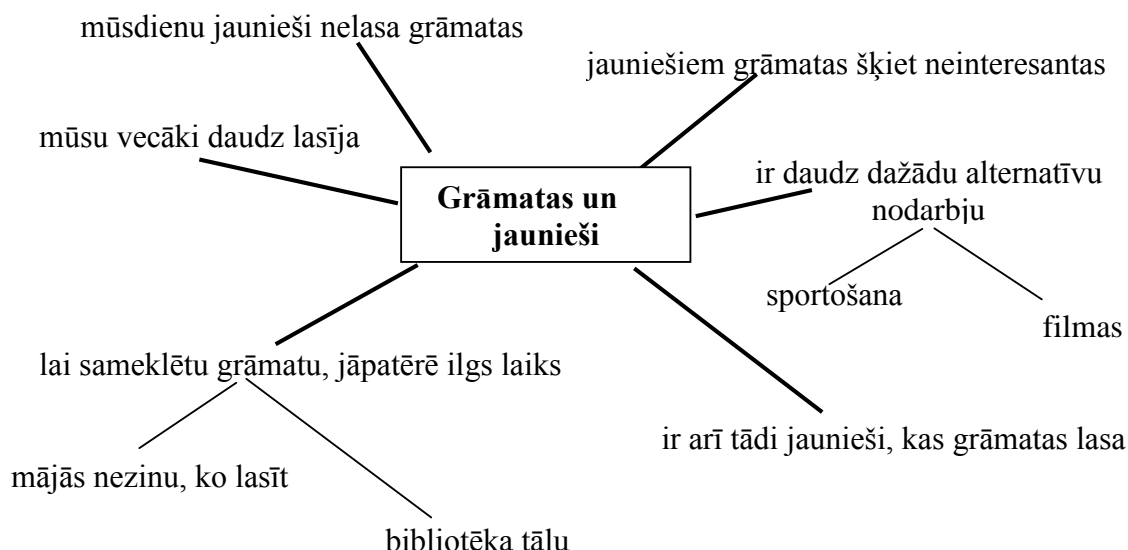 mūsdienu jaunieši nelasa grāmatas
jauniešiem grāmatas šķiet neinteresantas
mūsu vecāki daudz lasīja
ir daudz dažādu alternatīvu
nodarbju
Grāmatas un
jaunieši
sportošana
filmas
lai sameklētu grāmatu, jāpatērē ilgs laiks
ir arī tādi jaunieši, kas grāmatas lasa
mājās nezinu, ko lasīt
bibliotēka tālu